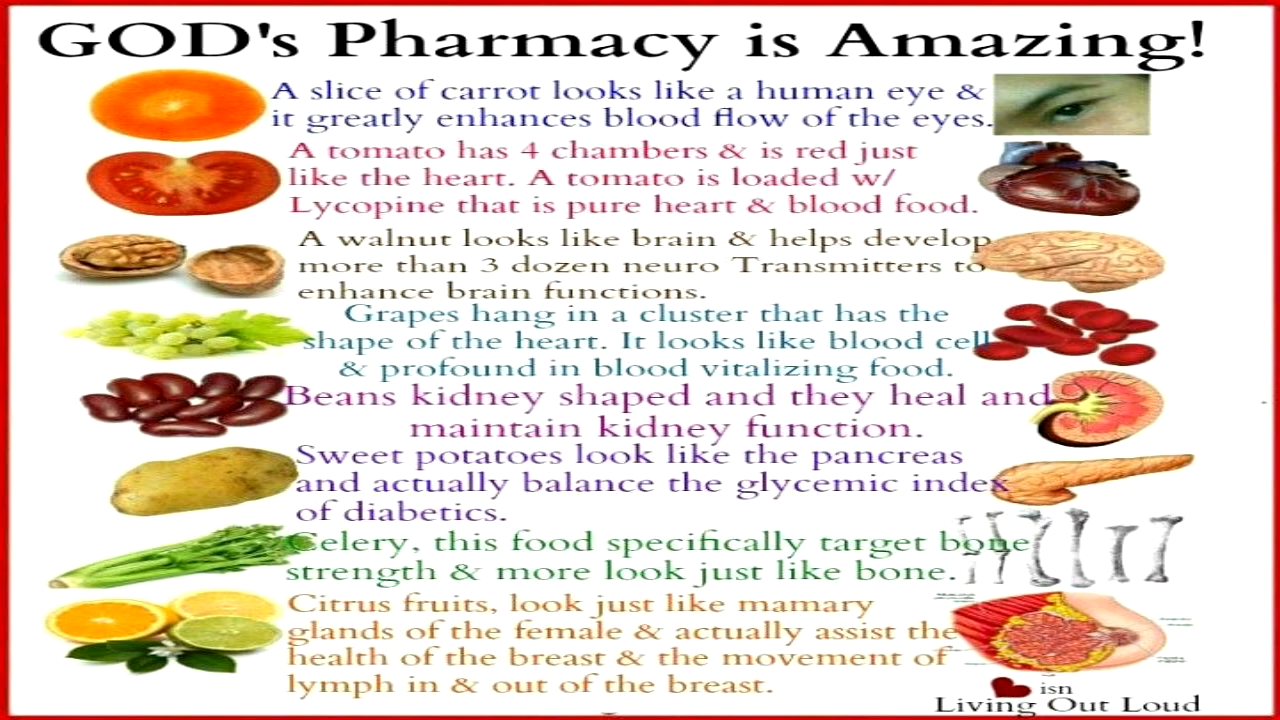 GOD's Pharmacy is Amazing!
A slice of carrot looks like a human eye &
it greatly enhances blood flow of the eyes.
A tomato has 4 chambers & is red just
like the heart. A tomato is loaded w/
Lycopine that is pure heart & blood food.
A walnut looks like brain & helps develop
more than 3 dozen neuro Transmitters to
enhance brain functions.
Grapes hang in a cluster that has the
shape of the heart. It looks like blood cell
& profound in blood vitalizing food.
Beans kidney shaped and they heal and
maintain kidney function.
Sweet potatoes look like the pancreas
and actually balance the glycemic index
of diabetics.
Celery, this food specifically target bone
strength & more look just like bone.
Citrus fruits, look just like mamary
glands of the female & actually assist the
health of the breast & the movement of
lymph in & out of the breast.
isn
Living Out Loud